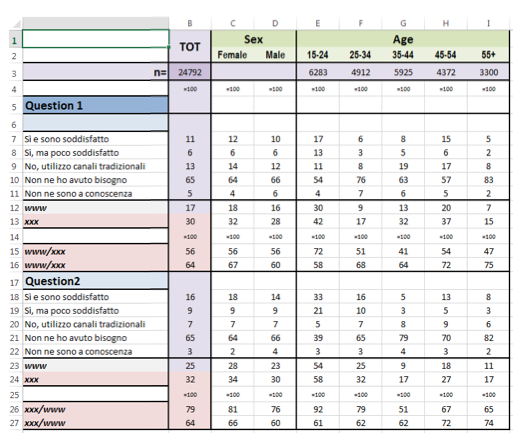 B C D E F G H I
1 TOT Sex Age
2 Female Male 15-24 25-34 35-44 45-54 55+
3 n= 24792 6283 4912 5925 4372 3300
4 =100 =100 =100 =100 =100 =100 =100 =100
5 Question 1
6
7 Sì e sono soddisfatto 11 12 10 17 6 8 15 5
8 Sì, ma poco soddisfatto 6 6 6 13 3 5 6 2
9 No, utilizzo canali tradizionali 13 14 12 11 8 19 17 8
10 Non ne ho avuto bisogno 65 64 66 54 76 63 57 83
11 Non ne sono a conoscenza 5 4 6 4 7 6 5 2
12 www 17 18 16 30 9 13 20 7
13 xxx 30 32 28 42 17 32 37 15
14 =100 =100 =100 =100 =100 =100 =100 =100
15 www/xxx 56 56 56 72 51 41 54 47
16 www/xxx 64 67 60 58 68 64 72 75
17 Question2
18 Sì e sono soddisfatto 16 18 14 33 16 5 13 8
19 Sì, ma poco soddisfatto 9 9 9 21 10 3 5 3
20 No, utilizzo canali tradizionali 7 7 7 5 7 8 9 6
21 Non ne ho avuto bisogno 65 64 66 39 65 79 70 82
22 Non ne sono a conoscenza 3 2 4 3 3 4 3 2
23 www 25 28 23 54 25 9 18 11
24 xxx 32 34 30 58 32 17 27 17
25 =100 =100 =100 =100 =100 =100 =100 =100
26 xxx/www 79 81 76 92 79 51 67 65
27 xxx/www 64 66 60 61 62 62 72 74